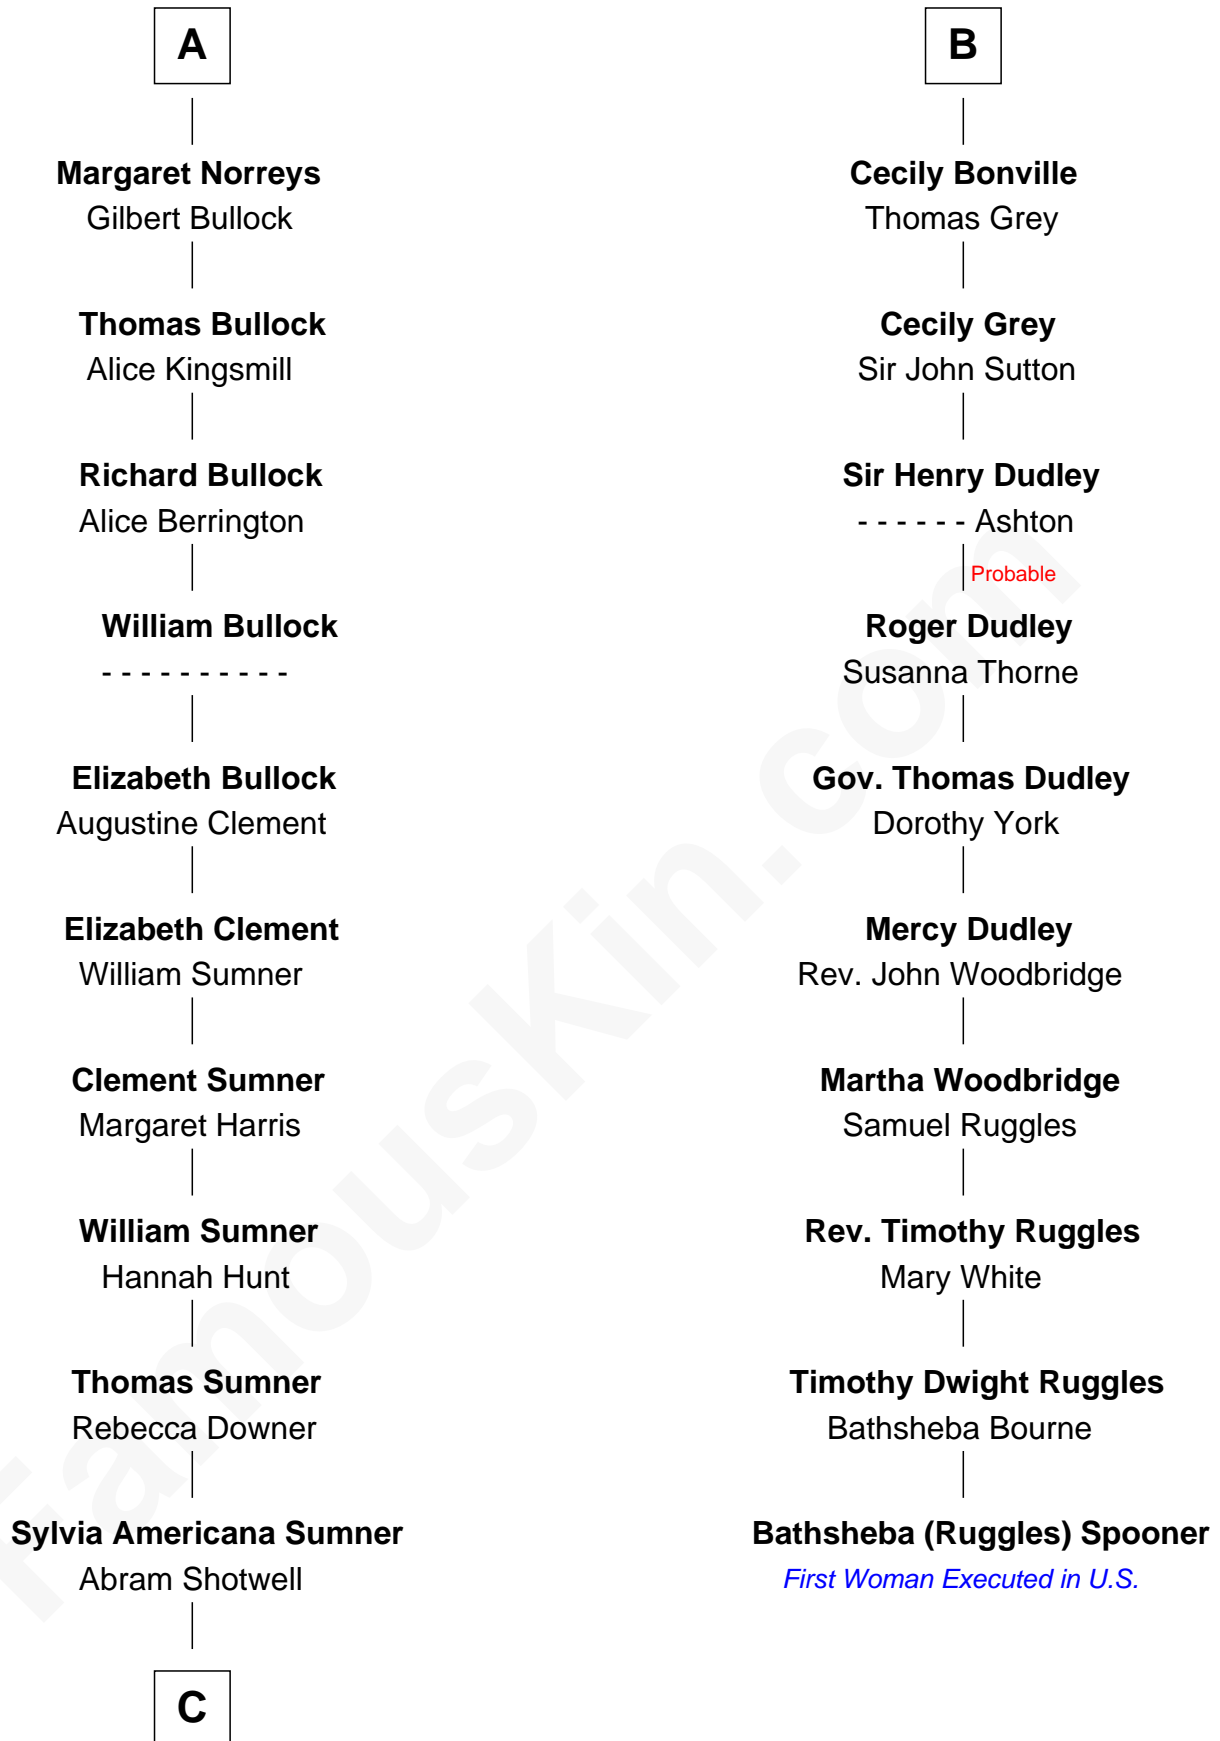 A
Margaret Norreys
Gilbert Bullock
Thomas Bullock
Alice Kingsmill
Richard Bullock
Alice Berrington
William Bullock
- - - - - - - - - -
Elizabeth Bullock
Augustine Clement
Elizabeth Clement
William Sumner
Clement Sumner
Margaret Harris
William Sumner
Hannah Hunt
Thomas Sumner
Rebecca Downer
Sylvia Americana Sumner
Abram Shotwell
C
B
Cecily Bonville
Thomas Grey
Cecily Grey
Sir John Sutton
Sir Henry Dudley
- - - - - - Ashton
Probable
Roger Dudley
Susanna Thorne
Gov. Thomas Dudley
Dorothy York
Mercy Dudley
Rev. John Woodbridge
Martha Woodbridge
Samuel Ruggles
Rev. Timothy Ruggles
Mary White
Timothy Dwight Ruggles
Bathsheba Bourne
Bathsheba (Ruggles) Spooner
First Woman Executed in U.S.
FamousKin.com